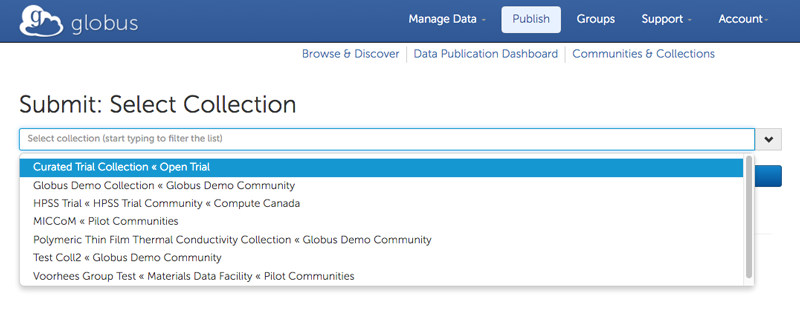 globus
Manage Data
Publish
Groups
Support
Account
Browse & Discover
Data Publication Dashboard
Communities & Collections
Submit: Select Collection
Select collection (start typing to filter the list)
Curated Trial Collection « Open Trial
Globus Demo Collection « Globus Demo Community
HPSS Trial « HPSS Trial Community « Compute Canada
MICCoM « Pilot Communities
Polymeric Thin Film Thermal Conductivity Collection « Globus Demo Community
Test Coll2 « Globus Demo Community
Voorhees Group Test « Materials Data Facility « Pilot Communities